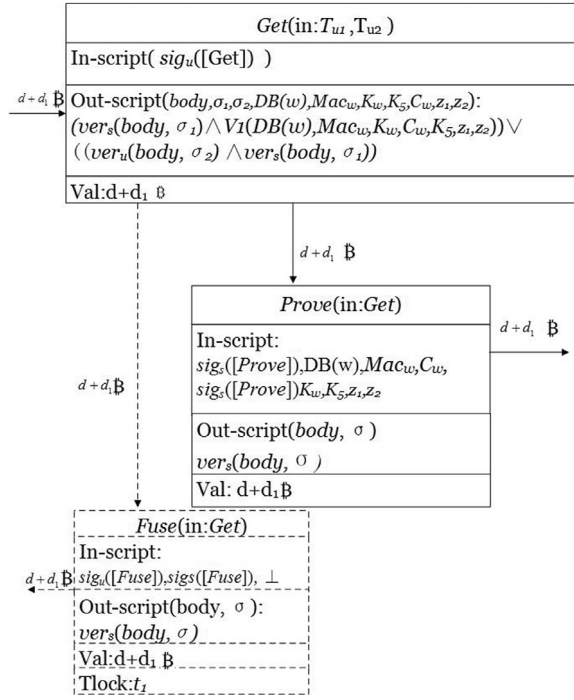 Get(in:Tu1,Tu2)
In-script( sigu([Get]) )
d+d1 ₿
Out-script(body,σ1,σ2,DB(w),Macw,Kw,K5,Cw,z1,z2):
(vers(body, σ1)∧V1(DB(w),Macw,Kw,Cw,K5,z1,z2))∨
((veru(body, σ2) ∧vers(body, σ1))
Val:d+d1 ₿
d+d1 ₿
Prove(in:Get)
In-script:
sigs([Prove]),DB(w),Macw,Cw,
sigs([Prove])Kw,K5,z1,z2
d+d1 ₿
Out-script(body, σ)
vers(body, σ)
Val: d+d1₿
d+d1₿
Fuse(in:Get)
In-script:
sigu([Fuse]),sigs([Fuse]), ⊥
d+d1₿
Out-script(body, σ):
vers(body, σ)
Val:d+d1 ₿
Tlock:t1